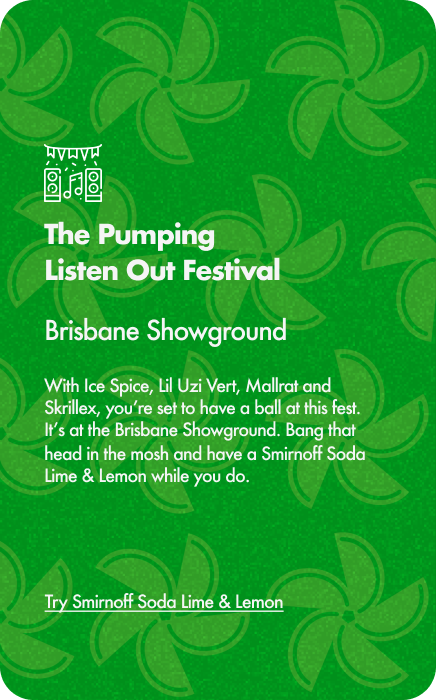 The Pumping
Listen Out Festival
Brisbane Showground
With Ice Spice, Lil Uzi Vert, Mallrat and
Skrillex, you’re set to have a ball at this fest.
It’s at the Brisbane Showground. Bang that
head in the mosh and have a Smirnoff Soda
Lime & Lemon while you do.
Try Smirnoff Soda Lime & Lemon